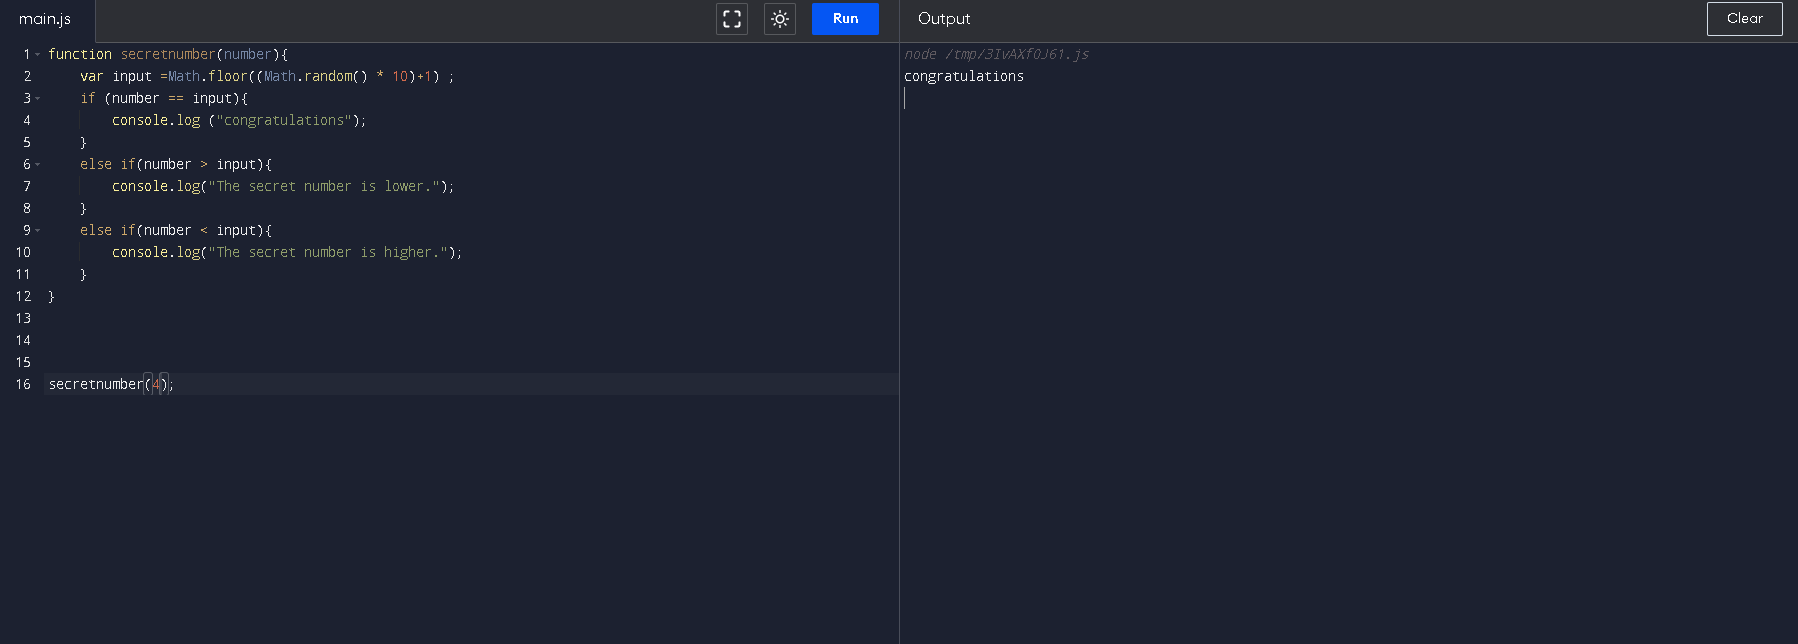 main.js
Run
Output
Clear
1 function secretnumber(number){
2 var input =Math.floor((Math.random() * 10)+1) ;
3 if (number == input){
4 console.log ("congratulations");
5 }
6 else if(number > input){
7 console.log("The secret number is lower.");
8 }
9 else if(number < input){
10 console.log("The secret number is higher.");
11 }
12 }
13
14
15
16 secretnumber(4);
node /tmp/3IvAXf0J61.js
congratulations